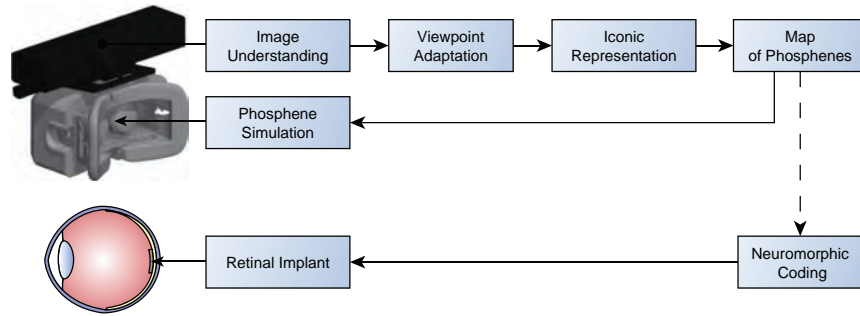 Image
Understanding
Viewpoint
Adaptation
Iconic
Representation
Map
of Phosphenes
Phosphene
Simulation
Retinal Implant
Neuromorphic
Coding